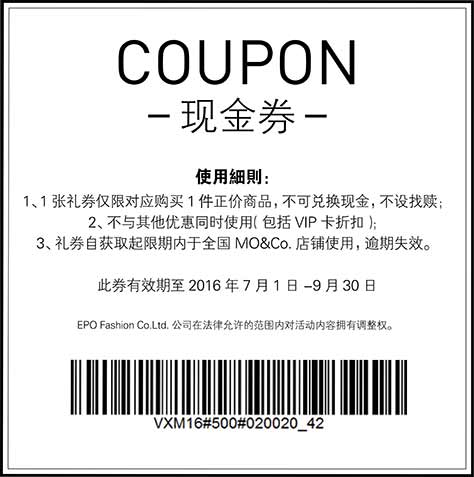 COUPON
–现金券–
使用細則：
1、1 张礼券仅限对应购买 1 件正价商品，不可兑换现金，不设找赎；
2、不与其他优惠同时使用( 包括 VIP 卡折扣 )；
3、礼券自获取起限期内于全国 MO&Co. 店铺使用，逾期失效。
此券有效期至 2016 年 7 月 1 日 –9 月 30 日
EPO Fashion Co.Ltd. 公司在法律允许的范围内对活动内容拥有调整权。
VXM16#500#020020_42